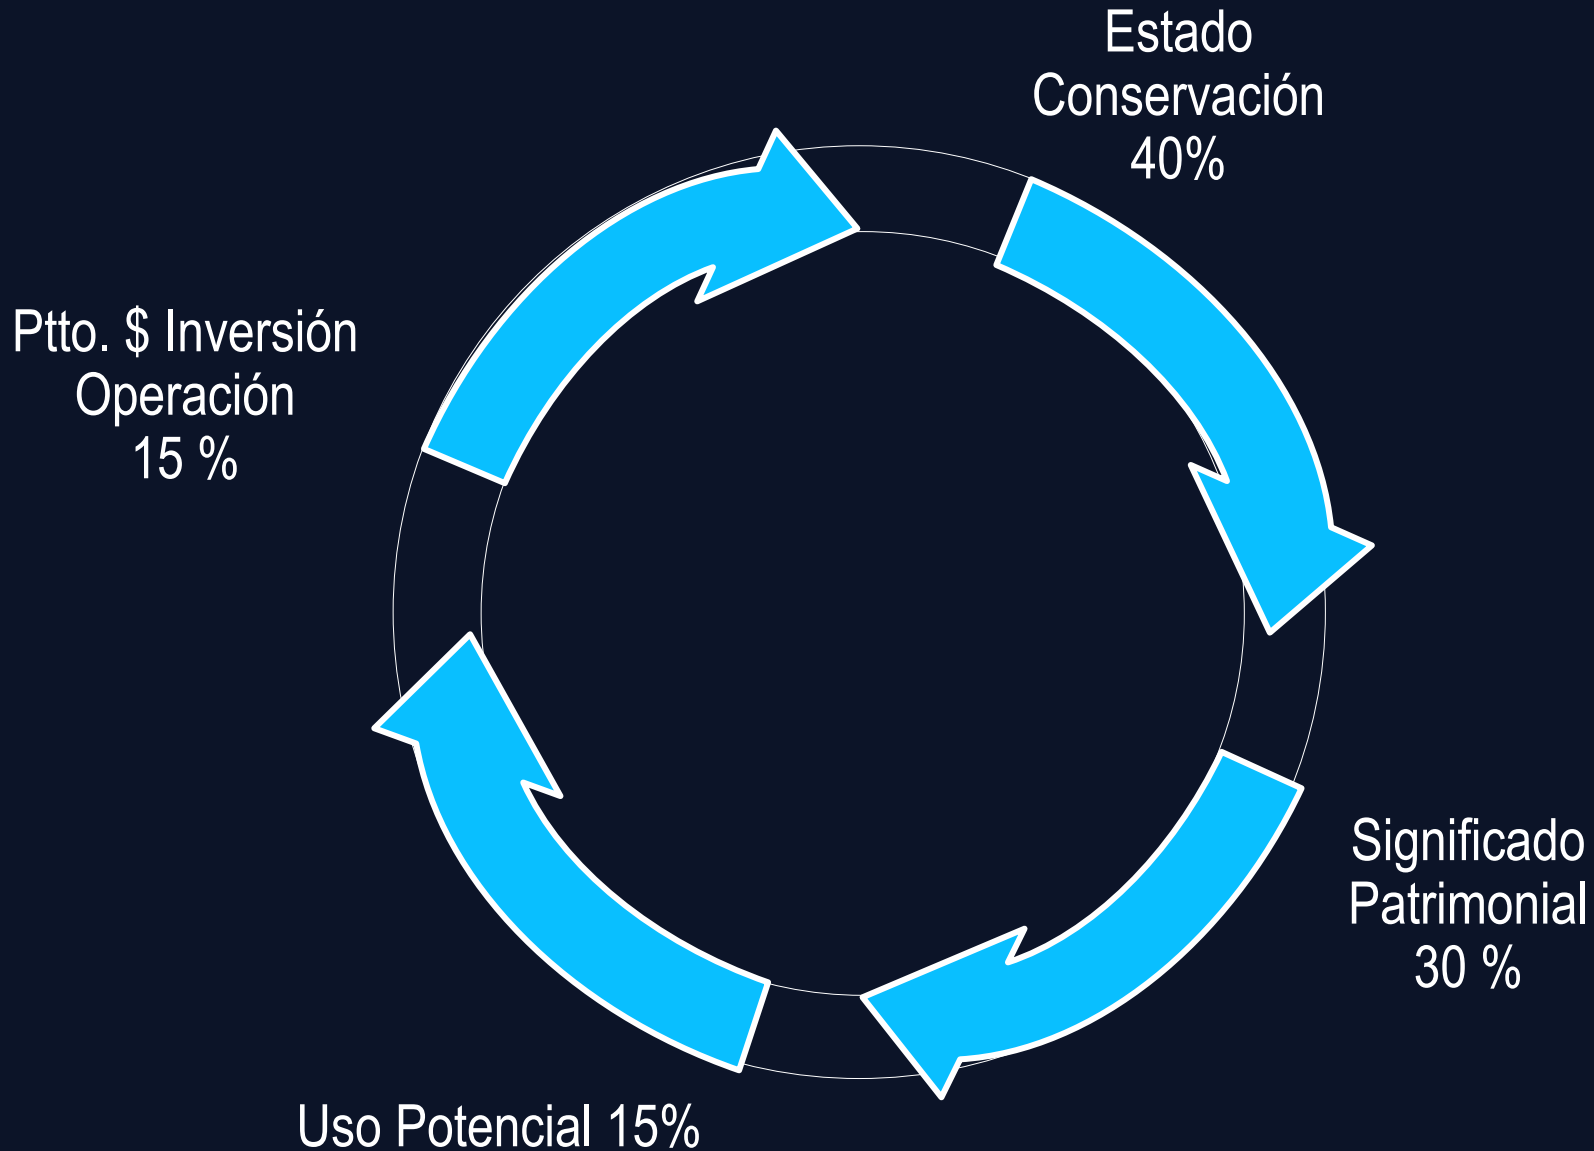 Estado
Conservación
40%
Ptto. $ Inversión
Operación
15 %
Significado
Patrimonial
30 %
Uso Potencial 15%